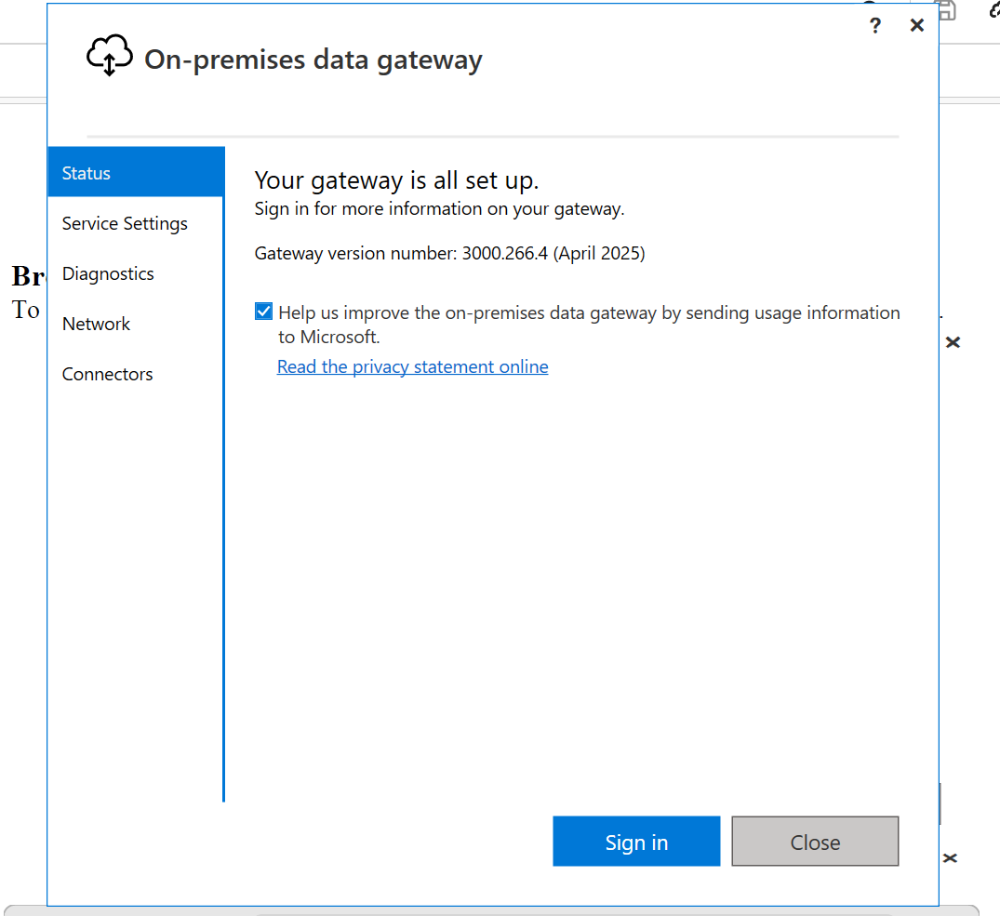 ?
On-premises data gateway
Status
Service Settings
Diagnostics
Network
Connectors
Your gateway is all set up.
Sign in for more information on your gateway.
Gateway version number: 3000.266.4 (April 2025)
Help us improve the on-premises data gateway by sending usage information
to Microsoft.
Read the privacy statement online
To
Sign in
Close